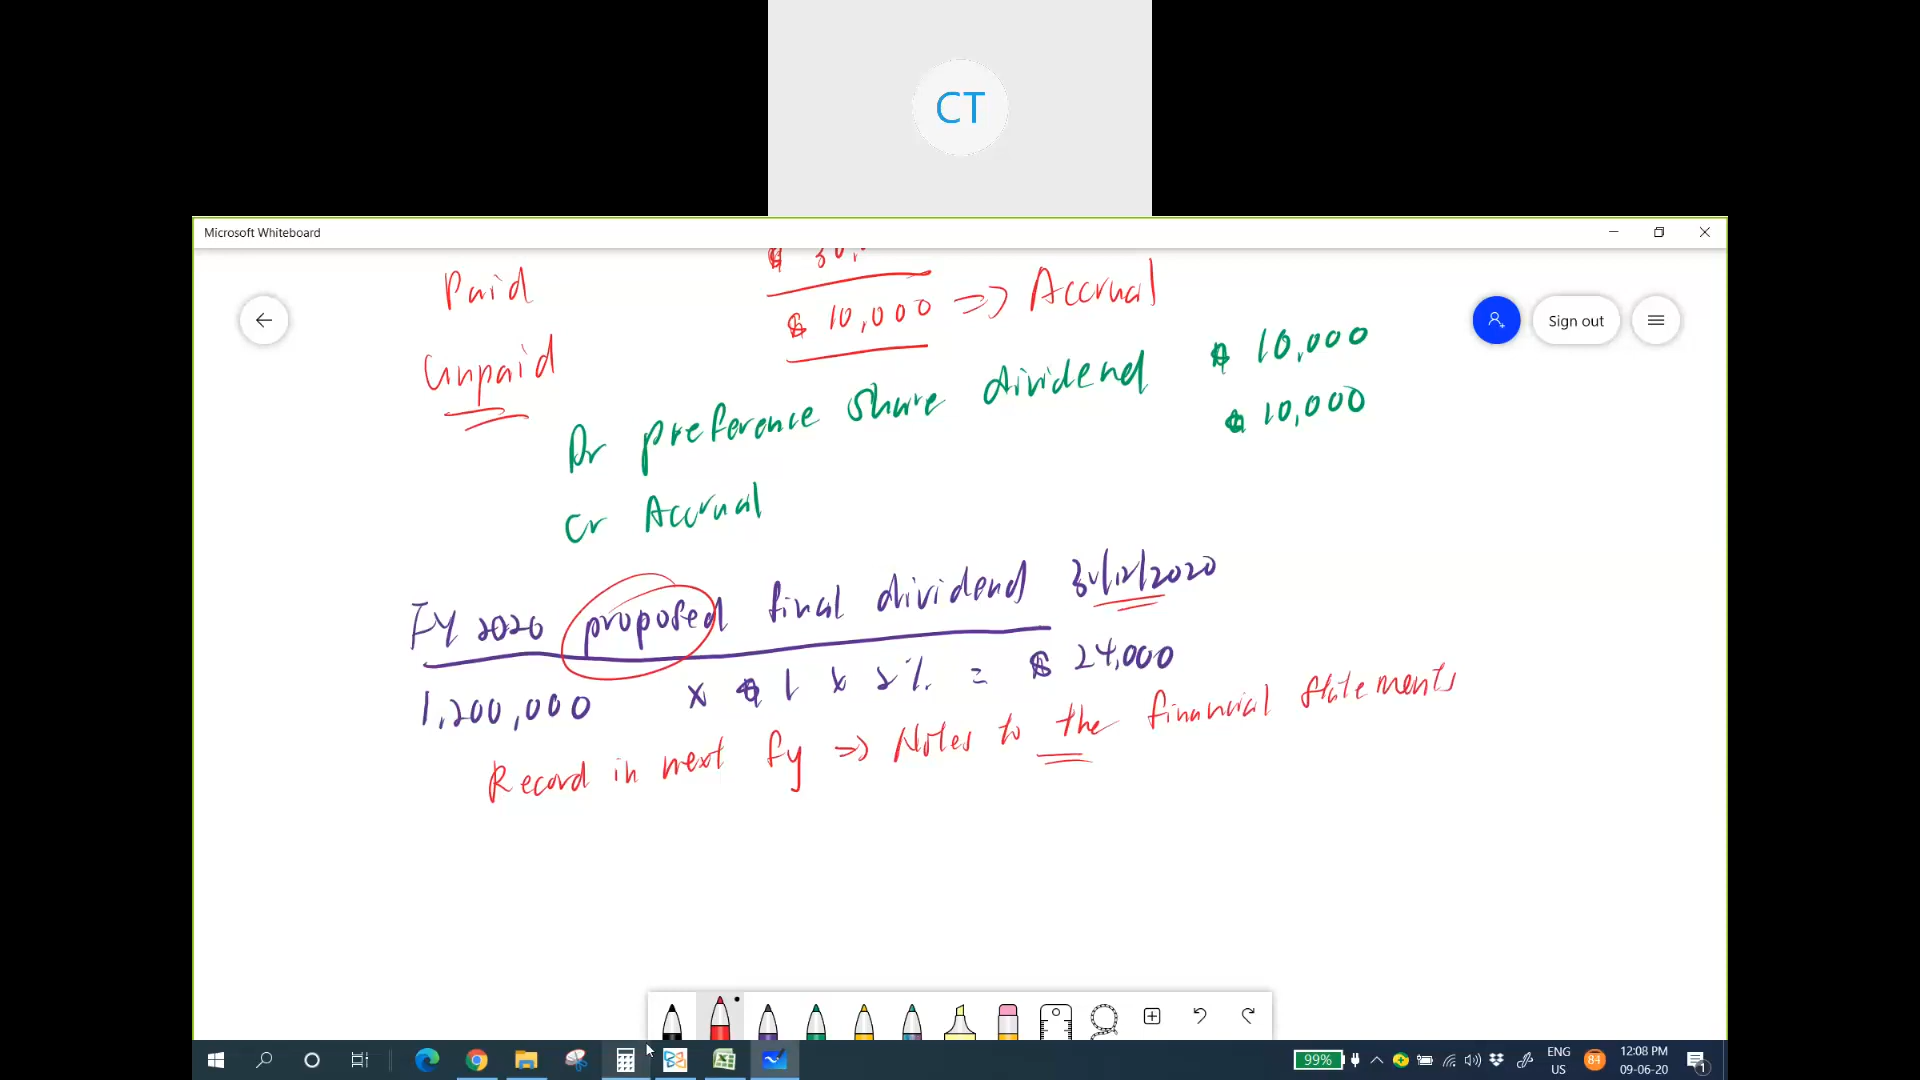 CT
Microsoft Whiteboard
Paid
$ 10,000 => Accrual
Unpaid
Sign out
Dr preference share dividend $ 10,000
$ 10,000
Cr Accrual
FY 2020 proposed final dividend 31/12/2020
1,200,000 x $ 1 x 2% = $ 24,000
Record in next fy => Notes to the financial statements
99%
ENG
US
84
12:08 PM
09-06-20
1